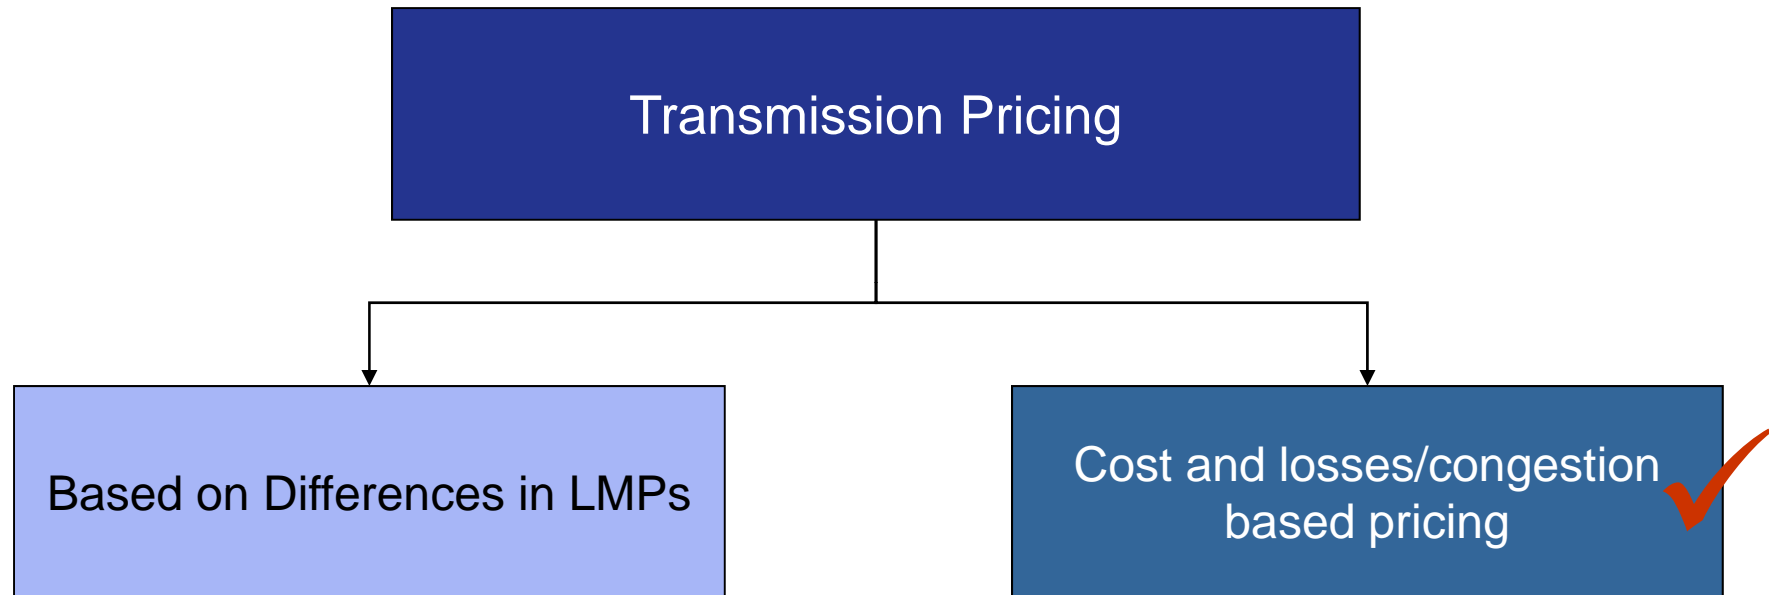 Transmission Pricing
Based on Differences in LMPs
Cost and losses/congestion
based pricing